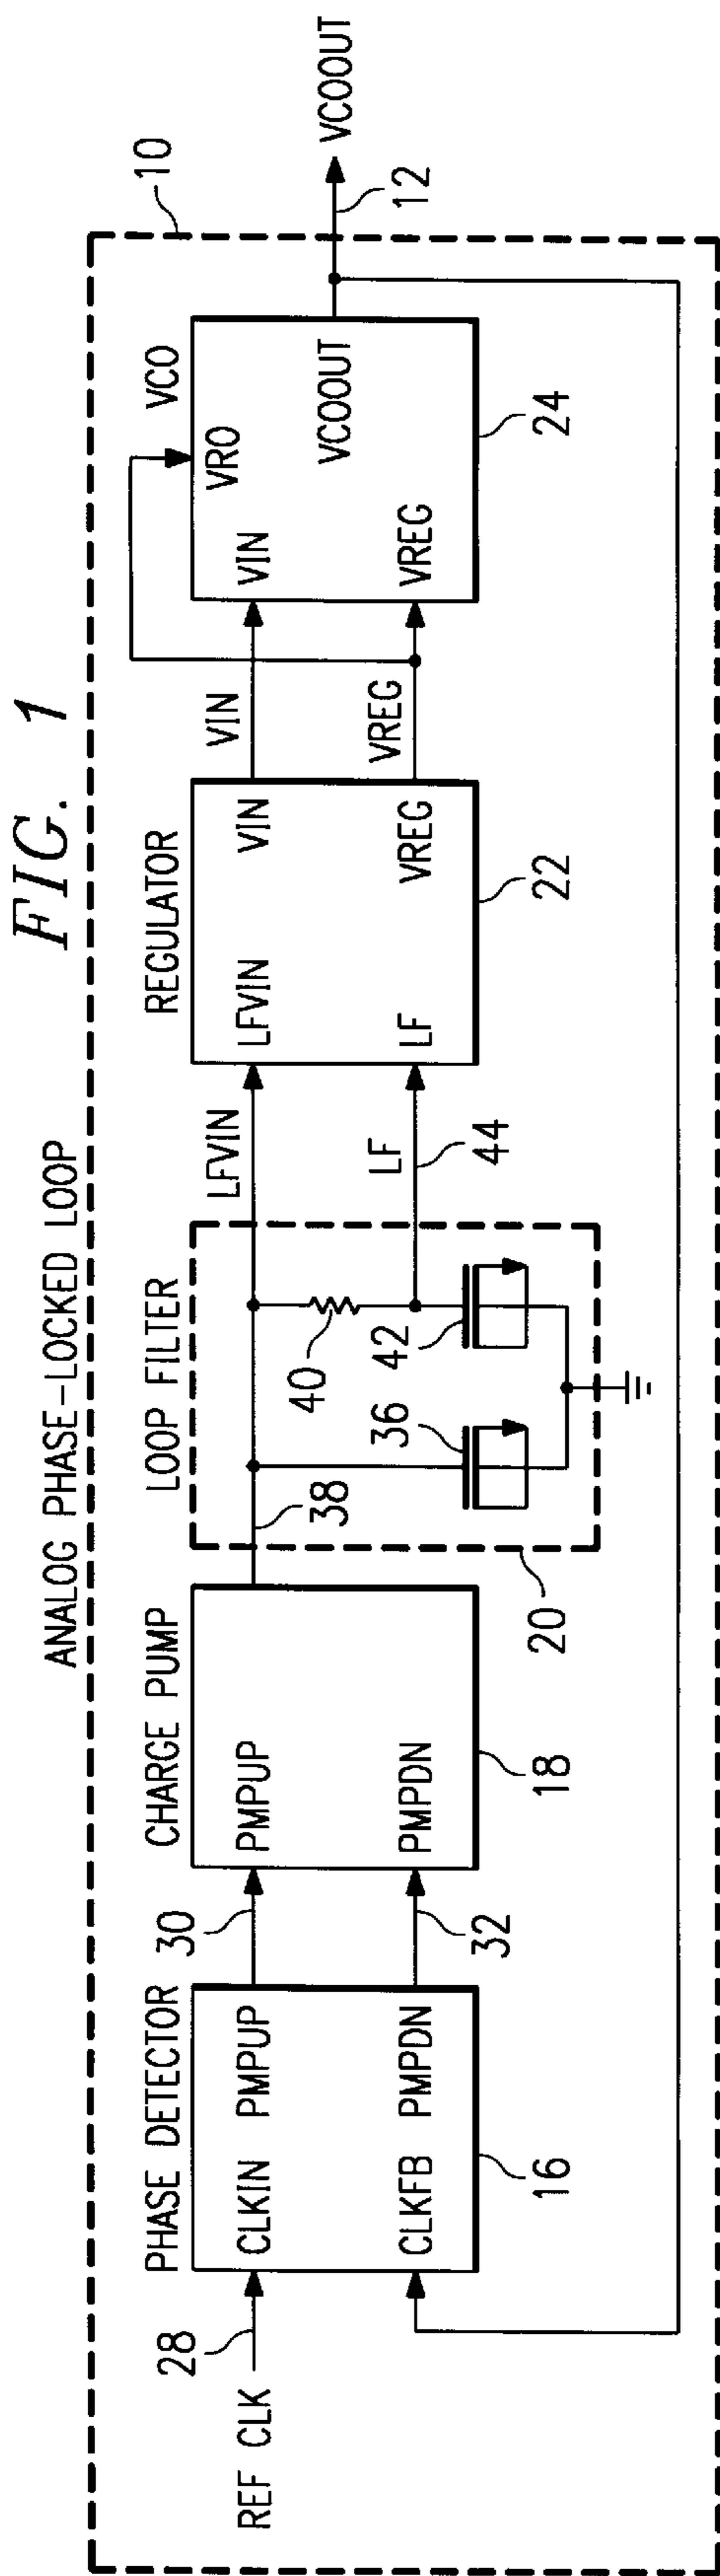 FIG. 1
ANALOG PHASE-LOCKED LOOP
10
PHASE DETECTOR
CHARGE PUMP
LOOP FILTER
REGULATOR
VCO
REF CLK
28
CLKIN
PMPUP
30
PMPUP
38
LFVIN
LFVIN
VIN
VIN
VIN
VRO
VCOOUT
12
VCOOUT
40
36
42
CLKFB
PMPDN
32
PMPDN
LF
44
LF
VREG
VREG
VREG
16
18
20
22
24